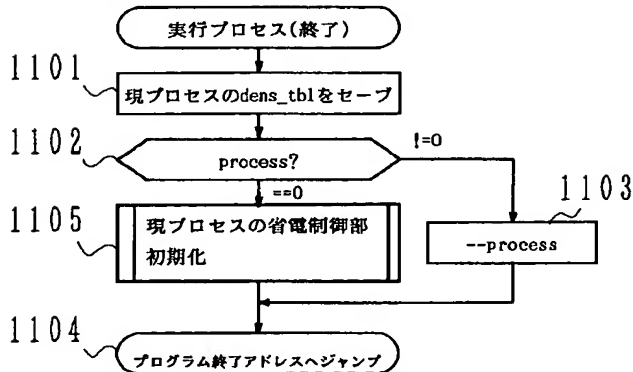 実行プロセス(終了)
1101
現プロセスのdens_tblをセーブ
1102
process?
!=0
==0
1103
--process
1105
現プロセスの省電制御部
初期化
1104
プログラム終了アドレスへジャンプ